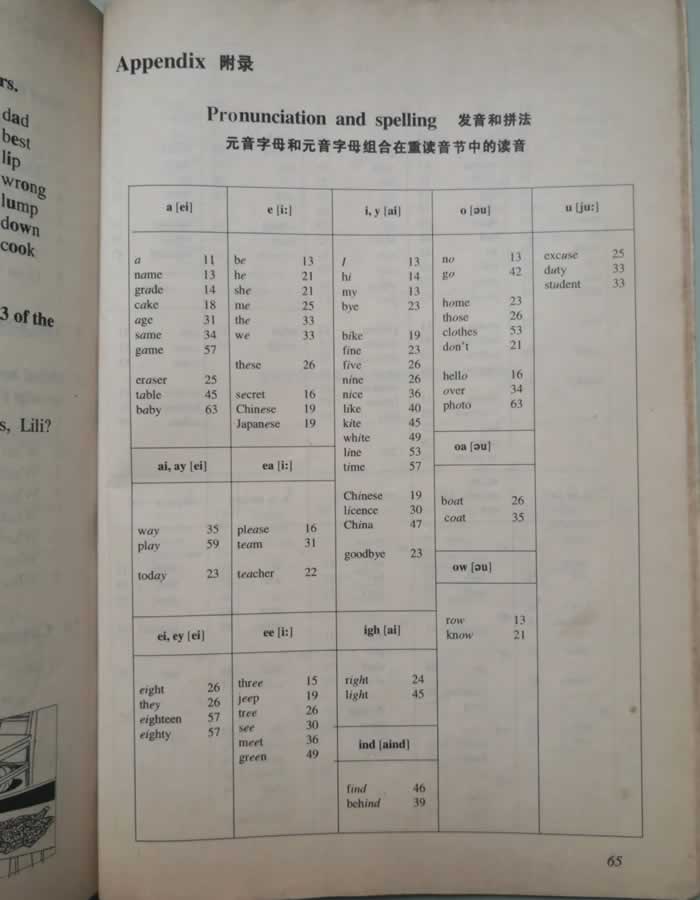 rs.
dad
best
lip
wrong
lump
down
cook
3 of the
s, Lili?
Appendix 附录
Pronunciation and spelling 发音和拼法
元音字母和元音字母组合在重读音节中的读音
a [ei]
a 11
name 13
grade 14
cake 18
age 31
same 34
game 57
eraser 25
table 45
baby 63
ai, ay [ei]
way 35
play 59
today 23
ei, ey [ei]
eight 26
they 26
eighteen 57
eighty 57
e [i:]
be 13
he 21
she 21
me 25
the 33
we 33
these 26
secret 16
Chinese 19
Japanese 19
ea [i:]
please 16
team 31
teacher 22
ee [i:]
three 15
jeep 19
tree 26
see 30
meet 36
green 49
i, y [ai]
I 13
hi 14
my 13
bye 23
bike 19
fine 23
five 26
nine 26
nice 36
like 40
kite 45
white 49
line 53
time 57
Chinese 19
licence 30
China 47
goodbye 23
igh [ai]
right 24
light 45
ind [aind]
find 46
behind 39
o [əu]
no 13
go 42
home 23
those 26
clothes 53
don't 21
hello 16
over 34
photo 63
oa [əu]
boat 26
coat 35
ow [əu]
row 13
know 21
u [ju:]
excuse 25
duty 33
student 33
65